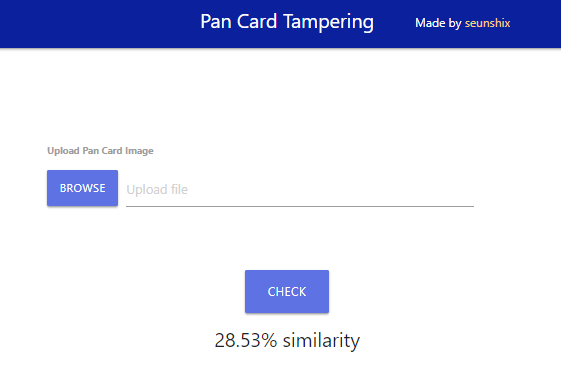 Pan Card Tampering
Made by seunshix
Upload Pan Card Image
BROWSE
Upload file
CHECK
28.53% similarity